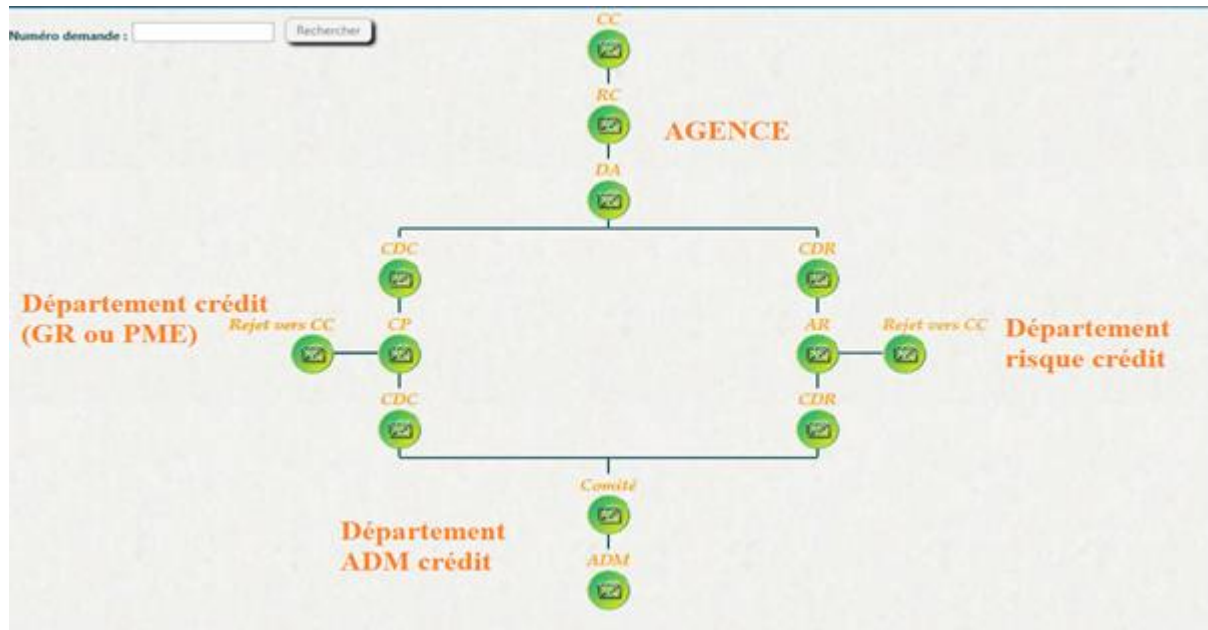 CC
Numéro demande :
Rechercher
RC
AGENCE
DA
CDC
CDR
Département crédit
(GR ou PME)
Rejet vers CC
CP
AR
Rejet vers CC
Département
risque crédit
CDC
CDR
Comité
Département
ADM crédit
ADM